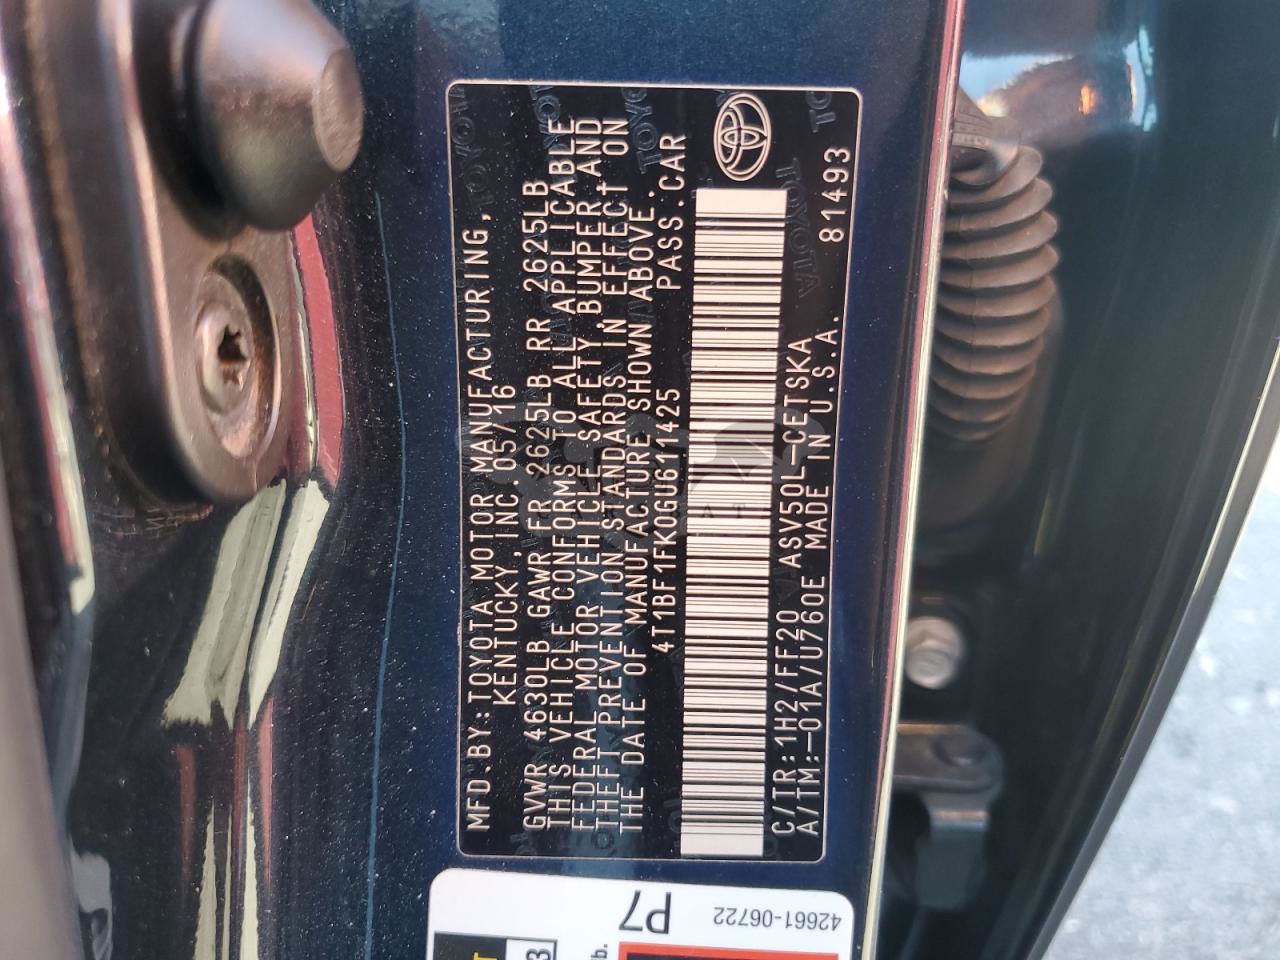 MFD.BY:TOYOTA MOTOR MANUFACTURING,
KENTUCKY, INC. 05/16
GVWR 4630LB GAWR FR 2625LB RR 2625LB
THIS VEHICLE CONFORMS TO ALL APPLICABLE
FEDERAL MOTOR VEHICLE SAFETY, BUMPER, AND
THEFT PREVENTION STANDARDS IN EFFECT ON
THE DATE OF MANUFACTURE SHOWN ABOVE.
4T1BF1FK0GU611425 PASS.CAR
C/TR:1H2/FF20 ASV50L-CETSKA
A/TM:-01A/U760E MADE IN U.S.A. 81493
42661-06722
P7